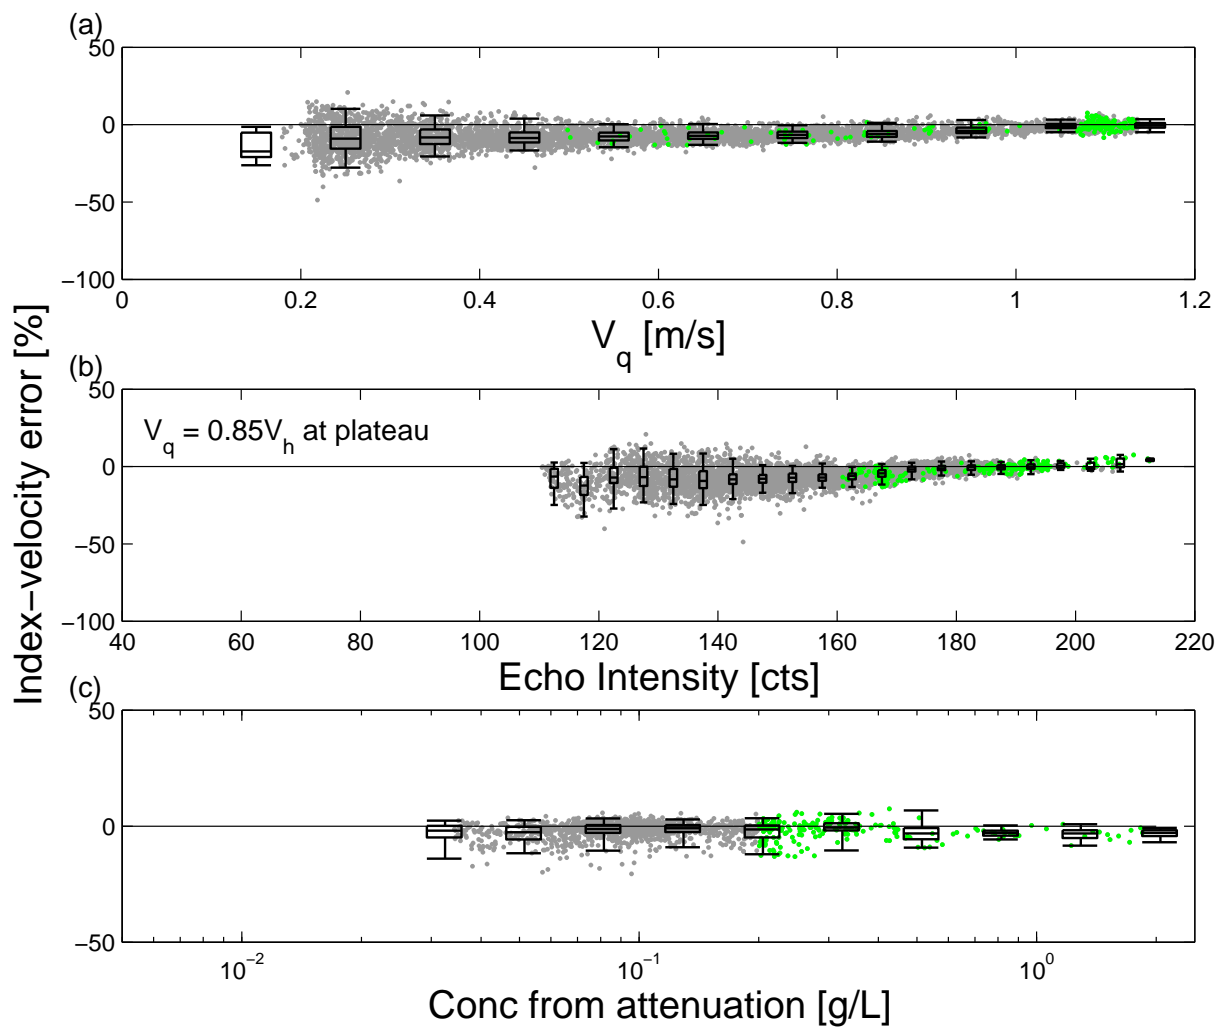 (a)
50
0
−50
−100
0 0.2 0.4 0.6 0.8 1 1.2
V_q [m/s]
Index−velocity error [%]
(b)
50
0
−50
−100
V_q = 0.85V_h at plateau
40 60 80 100 120 140 160 180 200 220
Echo Intensity [cts]
(c)
50
0
−50
10^−2 10^−1 10^0
Conc from attenuation [g/L]